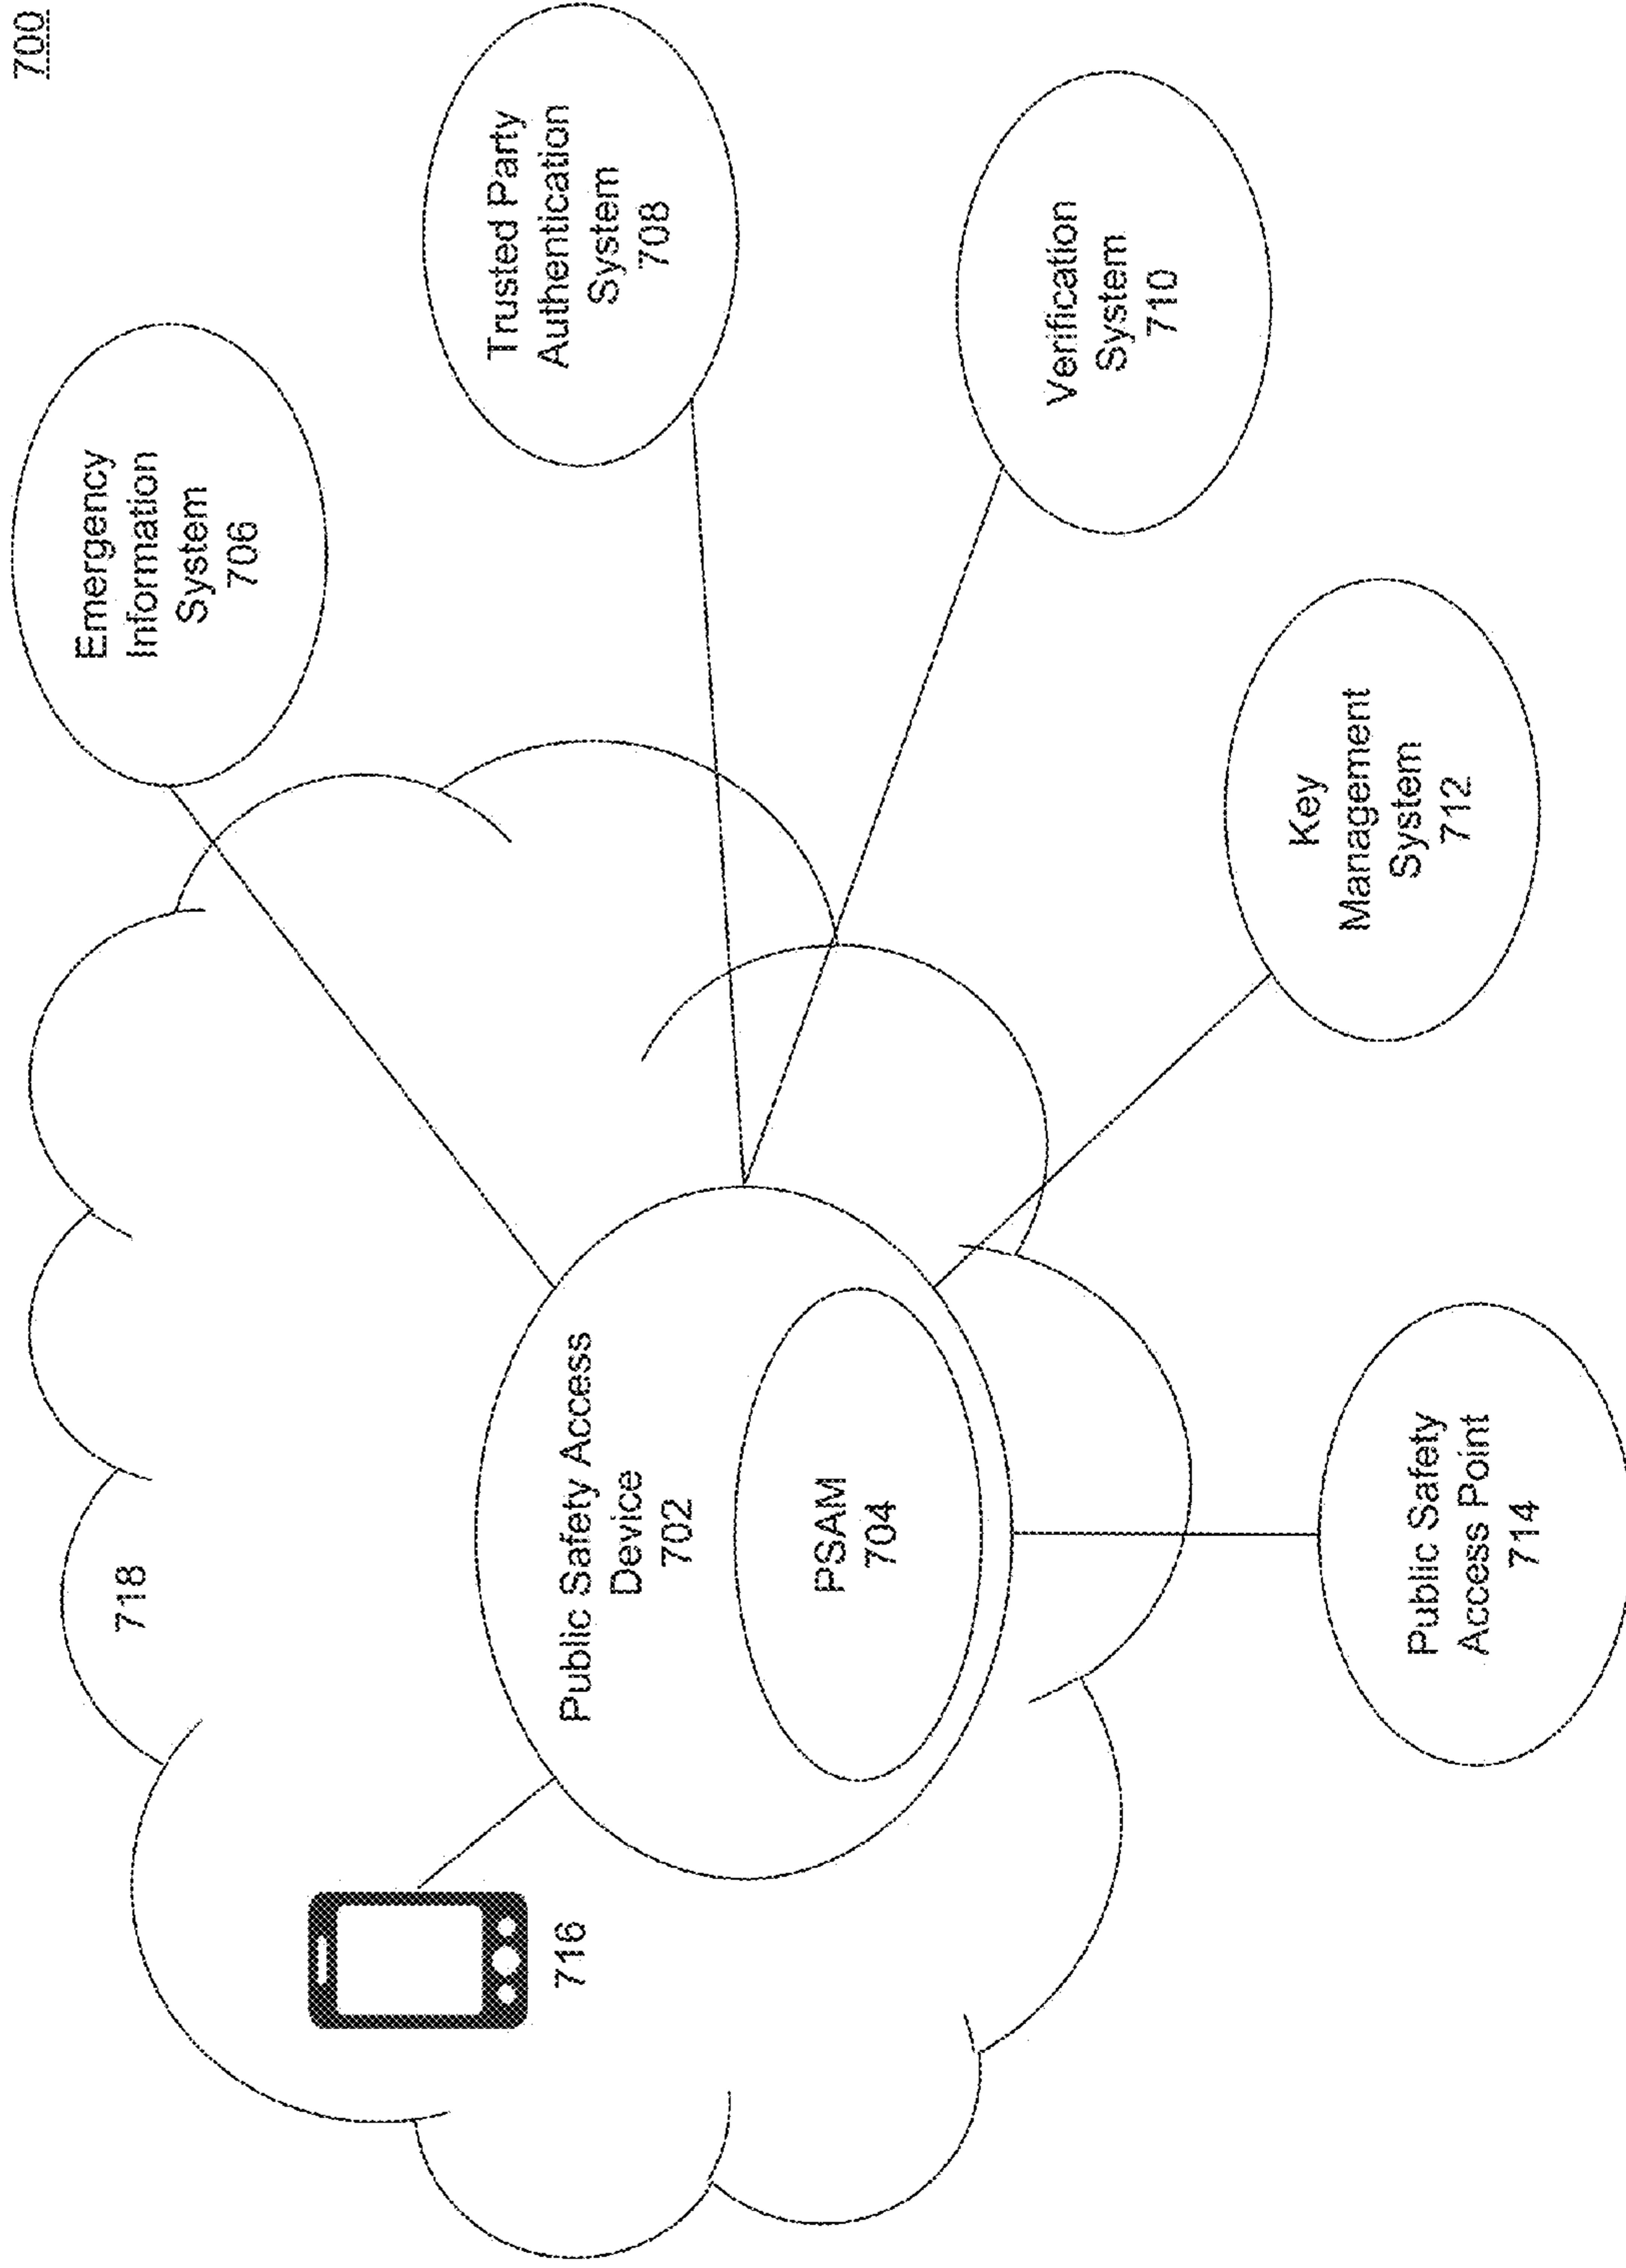 700
Emergency
Information
System
706
Trusted Party
Authentication
System
708
Verification
System
710
Key
Management
System
712
Public Safety
Access Point
714
Public Safety Access
Device
702
PSAM
704
716
718